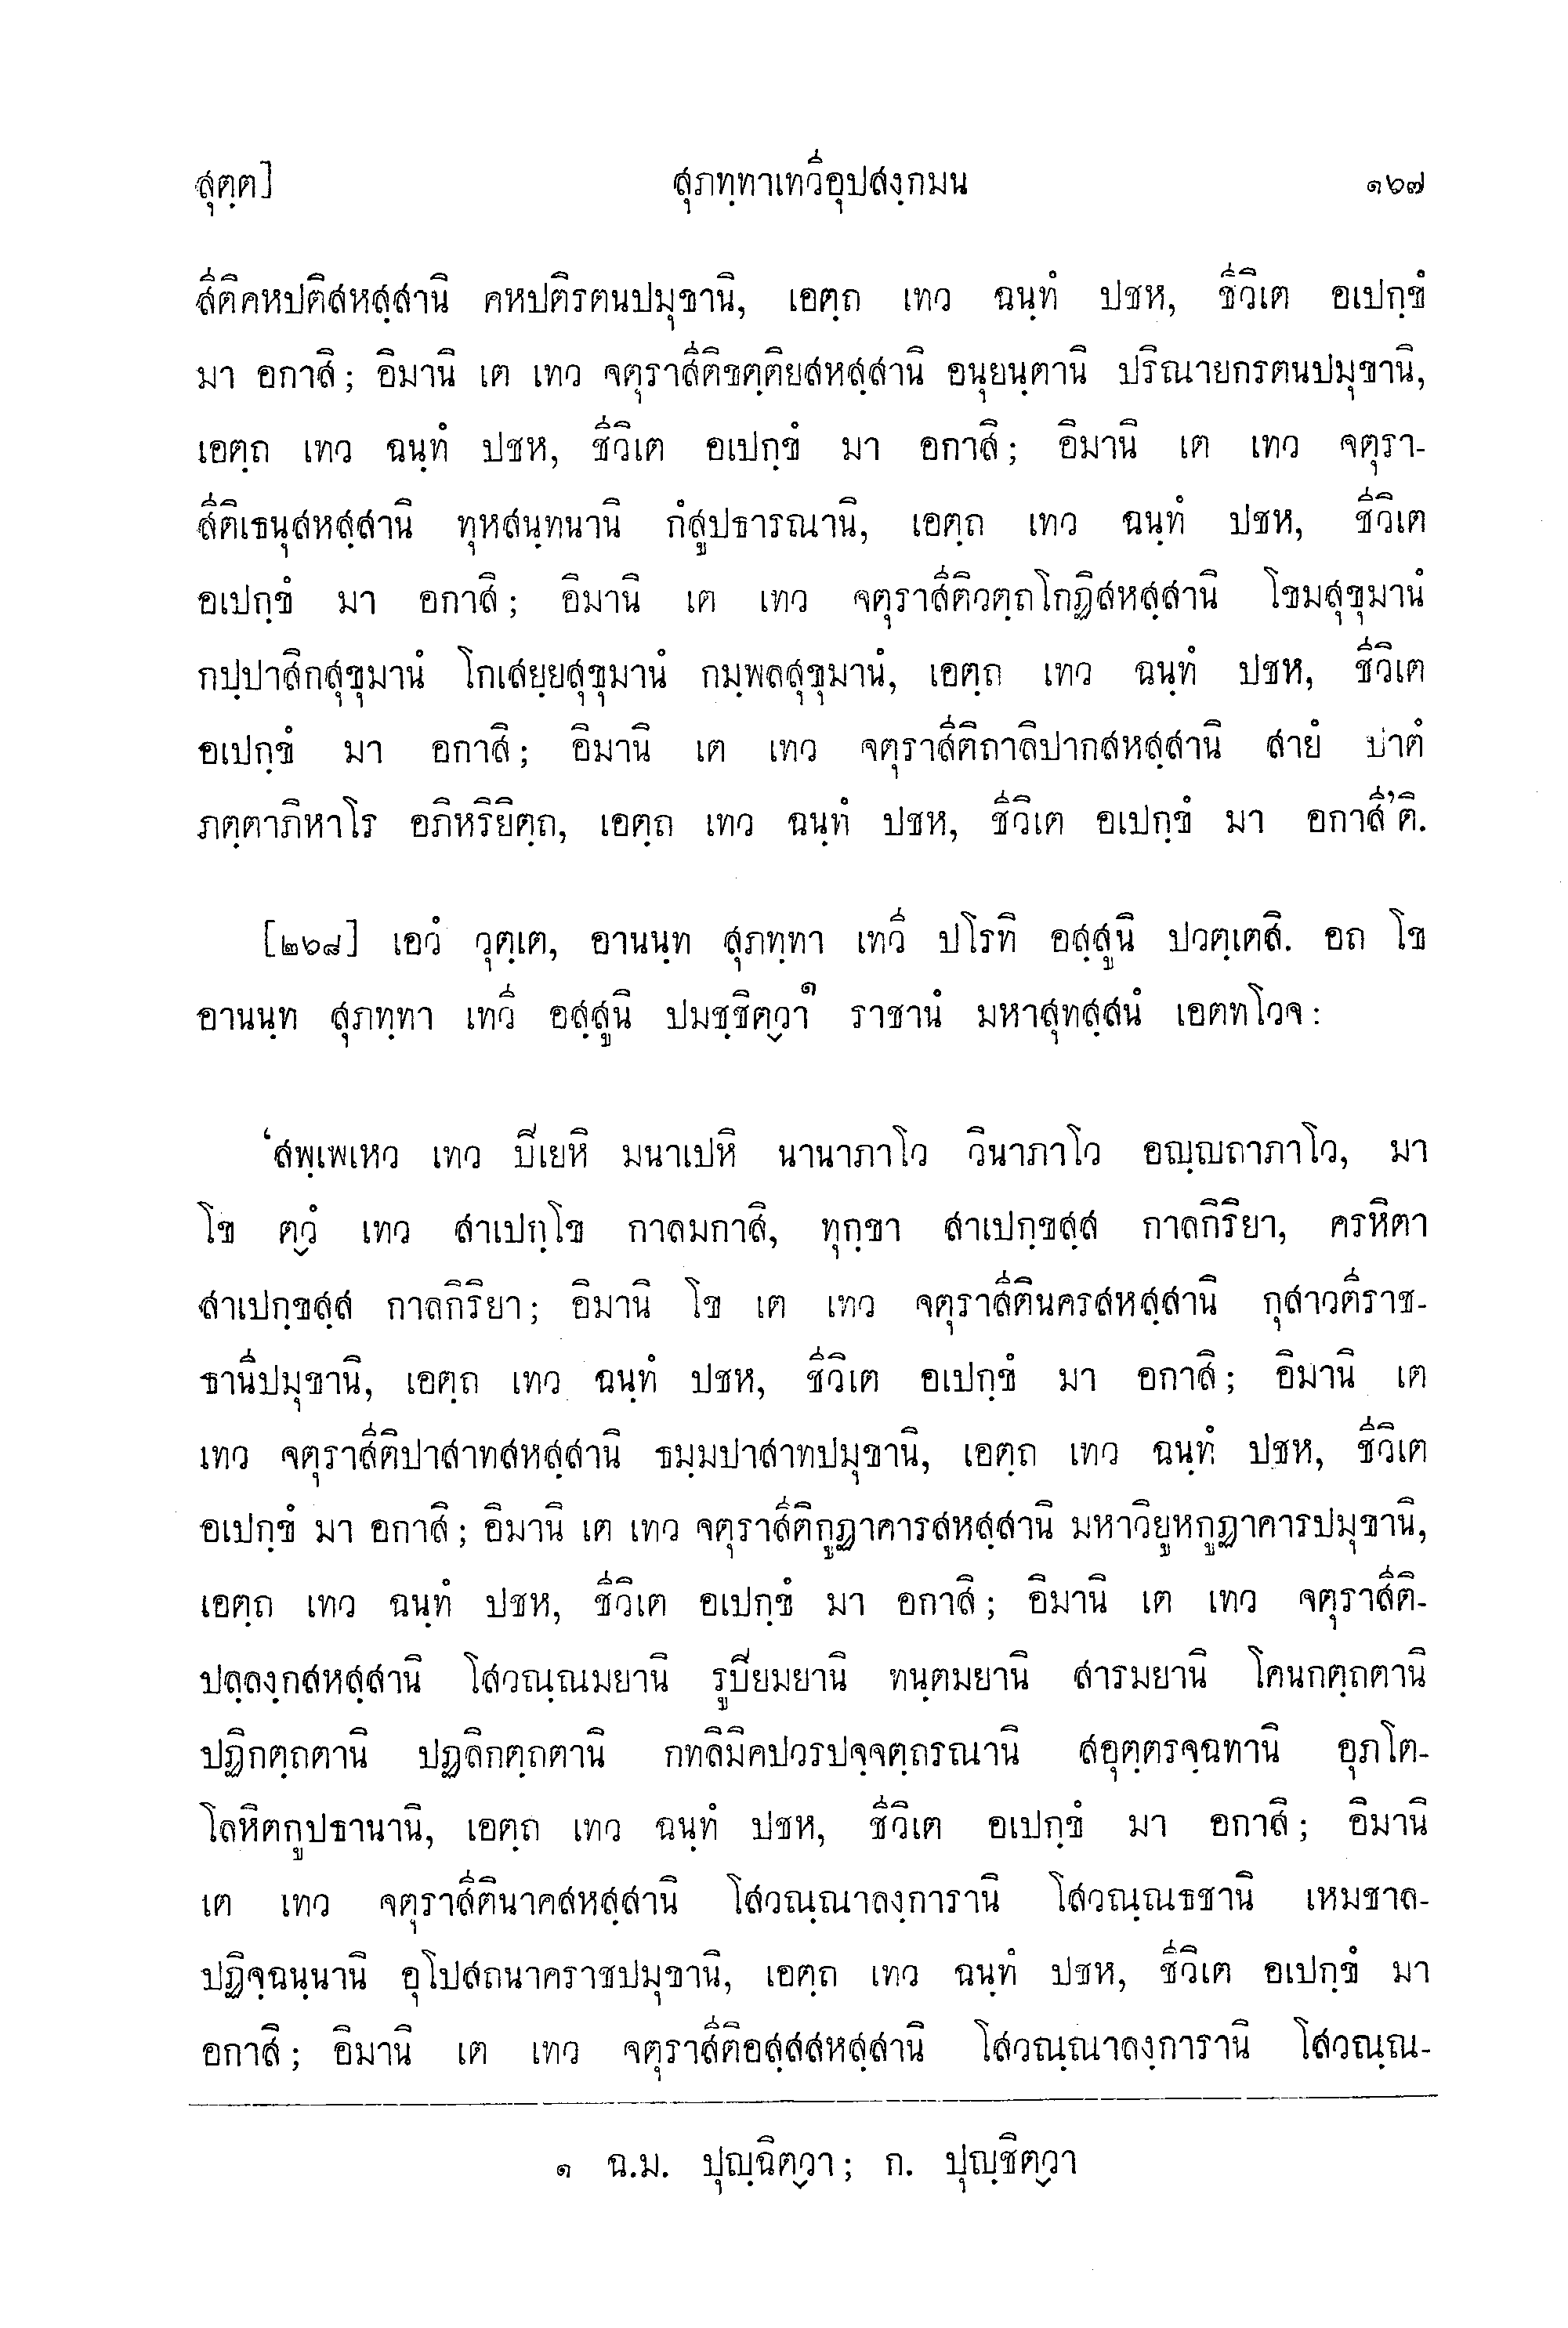 สุตฺต]
สุภทฺทาเทวีอุปสงฺกมน
๑๖๗
สีติคหปติสหสฺสานิ คหปติรตนปมุขานิ, เอตฺถ เทว ฉนฺทํ ปชห, ชีวิเต อเปกฺขํ
มา อกาสิ; อิมานิ เต เทว จตุราสีติขตฺติยสหสฺสานิ อนุยนฺตานิ ปริณายกรตนปมุขานิ,
เอตฺถ เทว ฉนฺทํ ปชห, ชีวิเต อเปกฺขํ มา อกาสิ; อิมานิ เต เทว จตุรา-
สีติเธนุสหสฺสานิ ทุหสนฺทนานิ กํสูปธารณานิ, เอตฺถ เทว ฉนฺทํ ปชห, ชีวิเต
อเปกฺขํ มา อกาสิ; อิมานิ เต เทว จตุราสีติวตฺถโกฏิสหสฺสานิ โขมสุขุมานํ
กปฺปาสิกสุขุมานํ โกเสยฺยสุขุมานํ กมฺพลสุขุมานํ, เอตฺถ เทว ฉนฺทํ ปชห, ชีวิเต
อเปกฺขํ มา อกาสิ; อิมานิ เต เทว จตุราสีติถาลิปากสหสฺสานิ สายํ ปาตํ
ภตฺตาภิหาโร อภิหริยิตฺถ, เอตฺถ เทว ฉนฺทํ ปชห, ชีวิเต อเปกฺขํ มา อกาสี’ติ.
[๒๖๘] เอวํ วุตฺเต, อานนฺท สุภทฺทา เทวี ปโรทิ อสฺสูนิ ปวตฺเตสิ. อถ โข
อานนฺท สุภทฺทา เทวี อสฺสูนิ ปมชฺชิตฺวา๑ ราชานํ มหาสุทสฺสนํ เอตทโวจ:
‘สพฺเพเหว เทว ปิเยหิ มนาเปหิ นานาภาโว วินาภาโว อญฺญถาภาโว, มา
โข ตฺวํ เทว สาเปกฺโข กาลมกาสิ, ทุกฺขา สาเปกฺขสฺส กาลกิริยา, ครหิตา
สาเปกฺขสฺส กาลกิริยา; อิมานิ โข เต เทว จตุราสีตินครสหสฺสานิ กุสาวตีราช-
ธานีปมุขานิ, เอตฺถ เทว ฉนฺทํ ปชห, ชีวิเต อเปกฺขํ มา อกาสิ; อิมานิ เต
เทว จตุราสีติปาสาทสหสฺสานิ ธมฺมปาสาทปมุขานิ, เอตฺถ เทว ฉนฺทํ ปชห, ชีวิเต
อเปกฺขํ มา อกาสิ; อิมานิ เต เทว จตุราสีติกูฏาคารสหสฺสานิ มหาวิยูหกูฏาคารปมุขานิ,
เอตฺถ เทว ฉนฺทํ ปชห, ชีวิเต อเปกฺขํ มา อกาสิ; อิมานิ เต เทว จตุราสีติ-
ปลฺลงฺกสหสฺสานิ โสวณฺณมยานิ รูปิยมยานิ ทนฺตมยานิ สารมยานิ โคนกตฺถตานิ
ปฏิกตฺถตานิ ปฏลิกตฺถตานิ กทลิมิคปวรปจฺจตฺถรณานิ สอุตฺตรจฺฉทานิ อุภโต-
โลหิตกูปธานานิ, เอตฺถ เทว ฉนฺทํ ปชห, ชีวิเต อเปกฺขํ มา อกาสิ; อิมานิ
เต เทว จตุราสีตินาคสหสฺสานิ โสวณฺณาลงฺการานิ โสวณฺณธชานิ เหมชาล-
ปฏิจฺฉนฺนานิ อุโปสถนาคราชปมุขานิ, เอตฺถ เทว ฉนฺทํ ปชห, ชีวิเต อเปกฺขํ มา
อกาสิ; อิมานิ เต เทว จตุราสีติอสฺสสหสฺสานิ โสวณฺณาลงฺการานิ โสวณฺณ-
๑ ฉ.ม. ปุญฺฉิตฺวา; ก. ปุญฺชิตฺวา